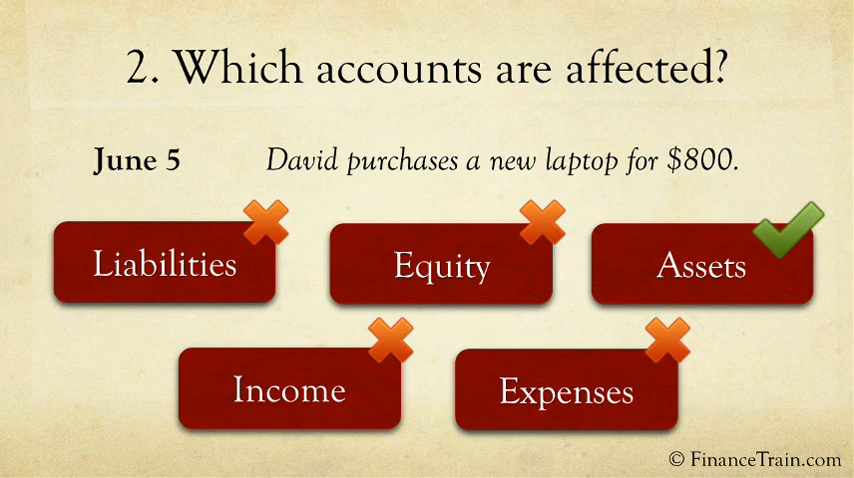 2. Which accounts are affected?
June 5 David purchases a new laptop for $800.
Liabilities Equity Assets
Income Expenses
© FinanceTrain.com